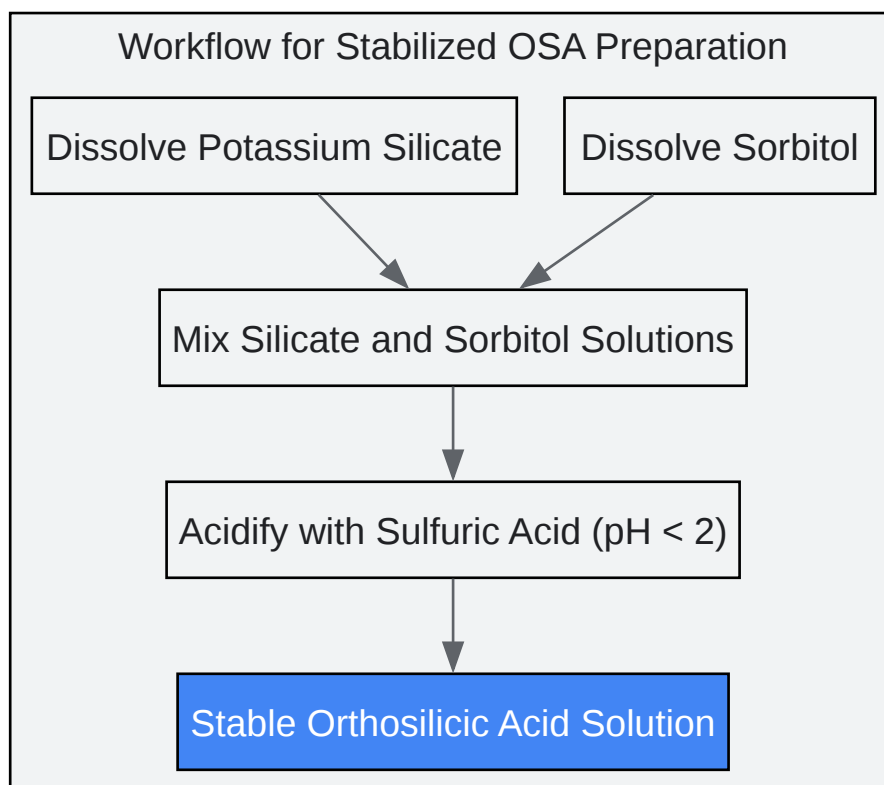 Workflow for Stabilized OSA Preparation
Dissolve Potassium Silicate
Dissolve Sorbitol
Mix Silicate and Sorbitol Solutions
Acidify with Sulfuric Acid (pH < 2)
Stable Orthosilicic Acid Solution